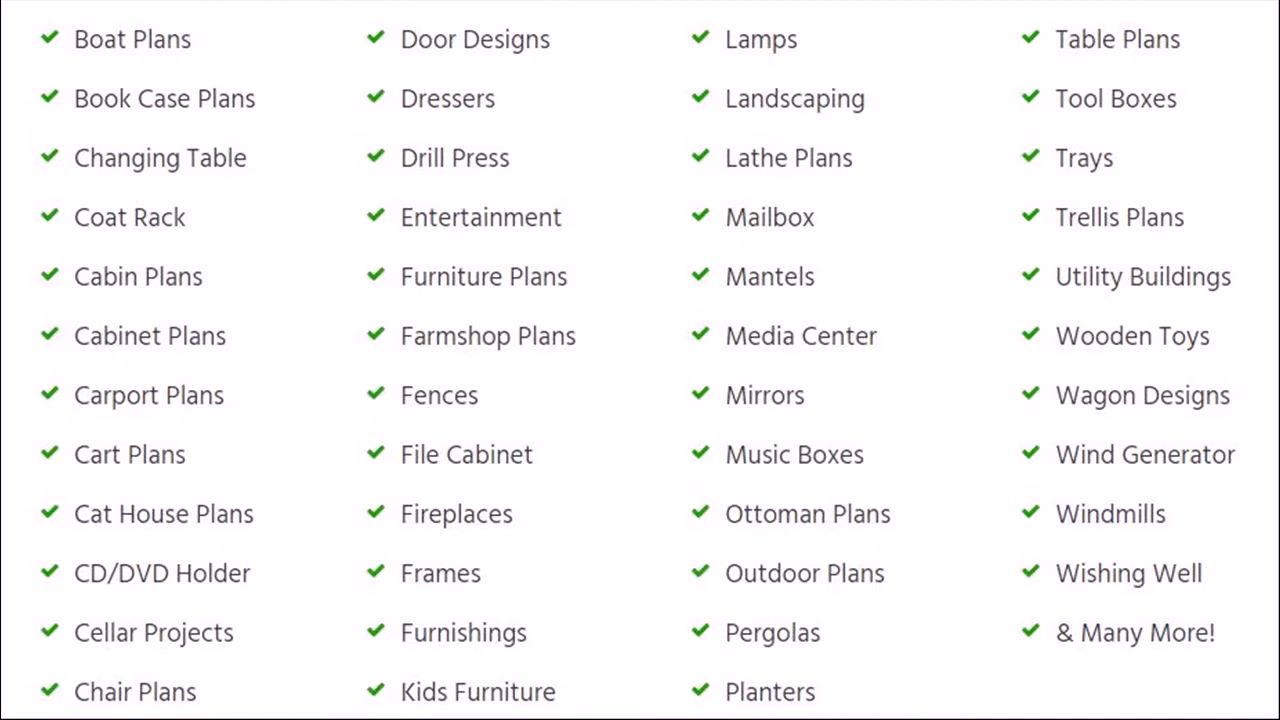 Boat Plans
Book Case Plans
Changing Table
Coat Rack
Cabin Plans
Cabinet Plans
Carport Plans
Cart Plans
Cat House Plans
CD/DVD Holder
Cellar Projects
Chair Plans
Door Designs
Dressers
Drill Press
Entertainment
Furniture Plans
Farmshop Plans
Fences
File Cabinet
Fireplaces
Frames
Furnishings
Kids Furniture
Lamps
Landscaping
Lathe Plans
Mailbox
Mantels
Media Center
Mirrors
Music Boxes
Ottoman Plans
Outdoor Plans
Pergolas
Planters
Table Plans
Tool Boxes
Trays
Trellis Plans
Utility Buildings
Wooden Toys
Wagon Designs
Wind Generator
Windmills
Wishing Well
& Many More!